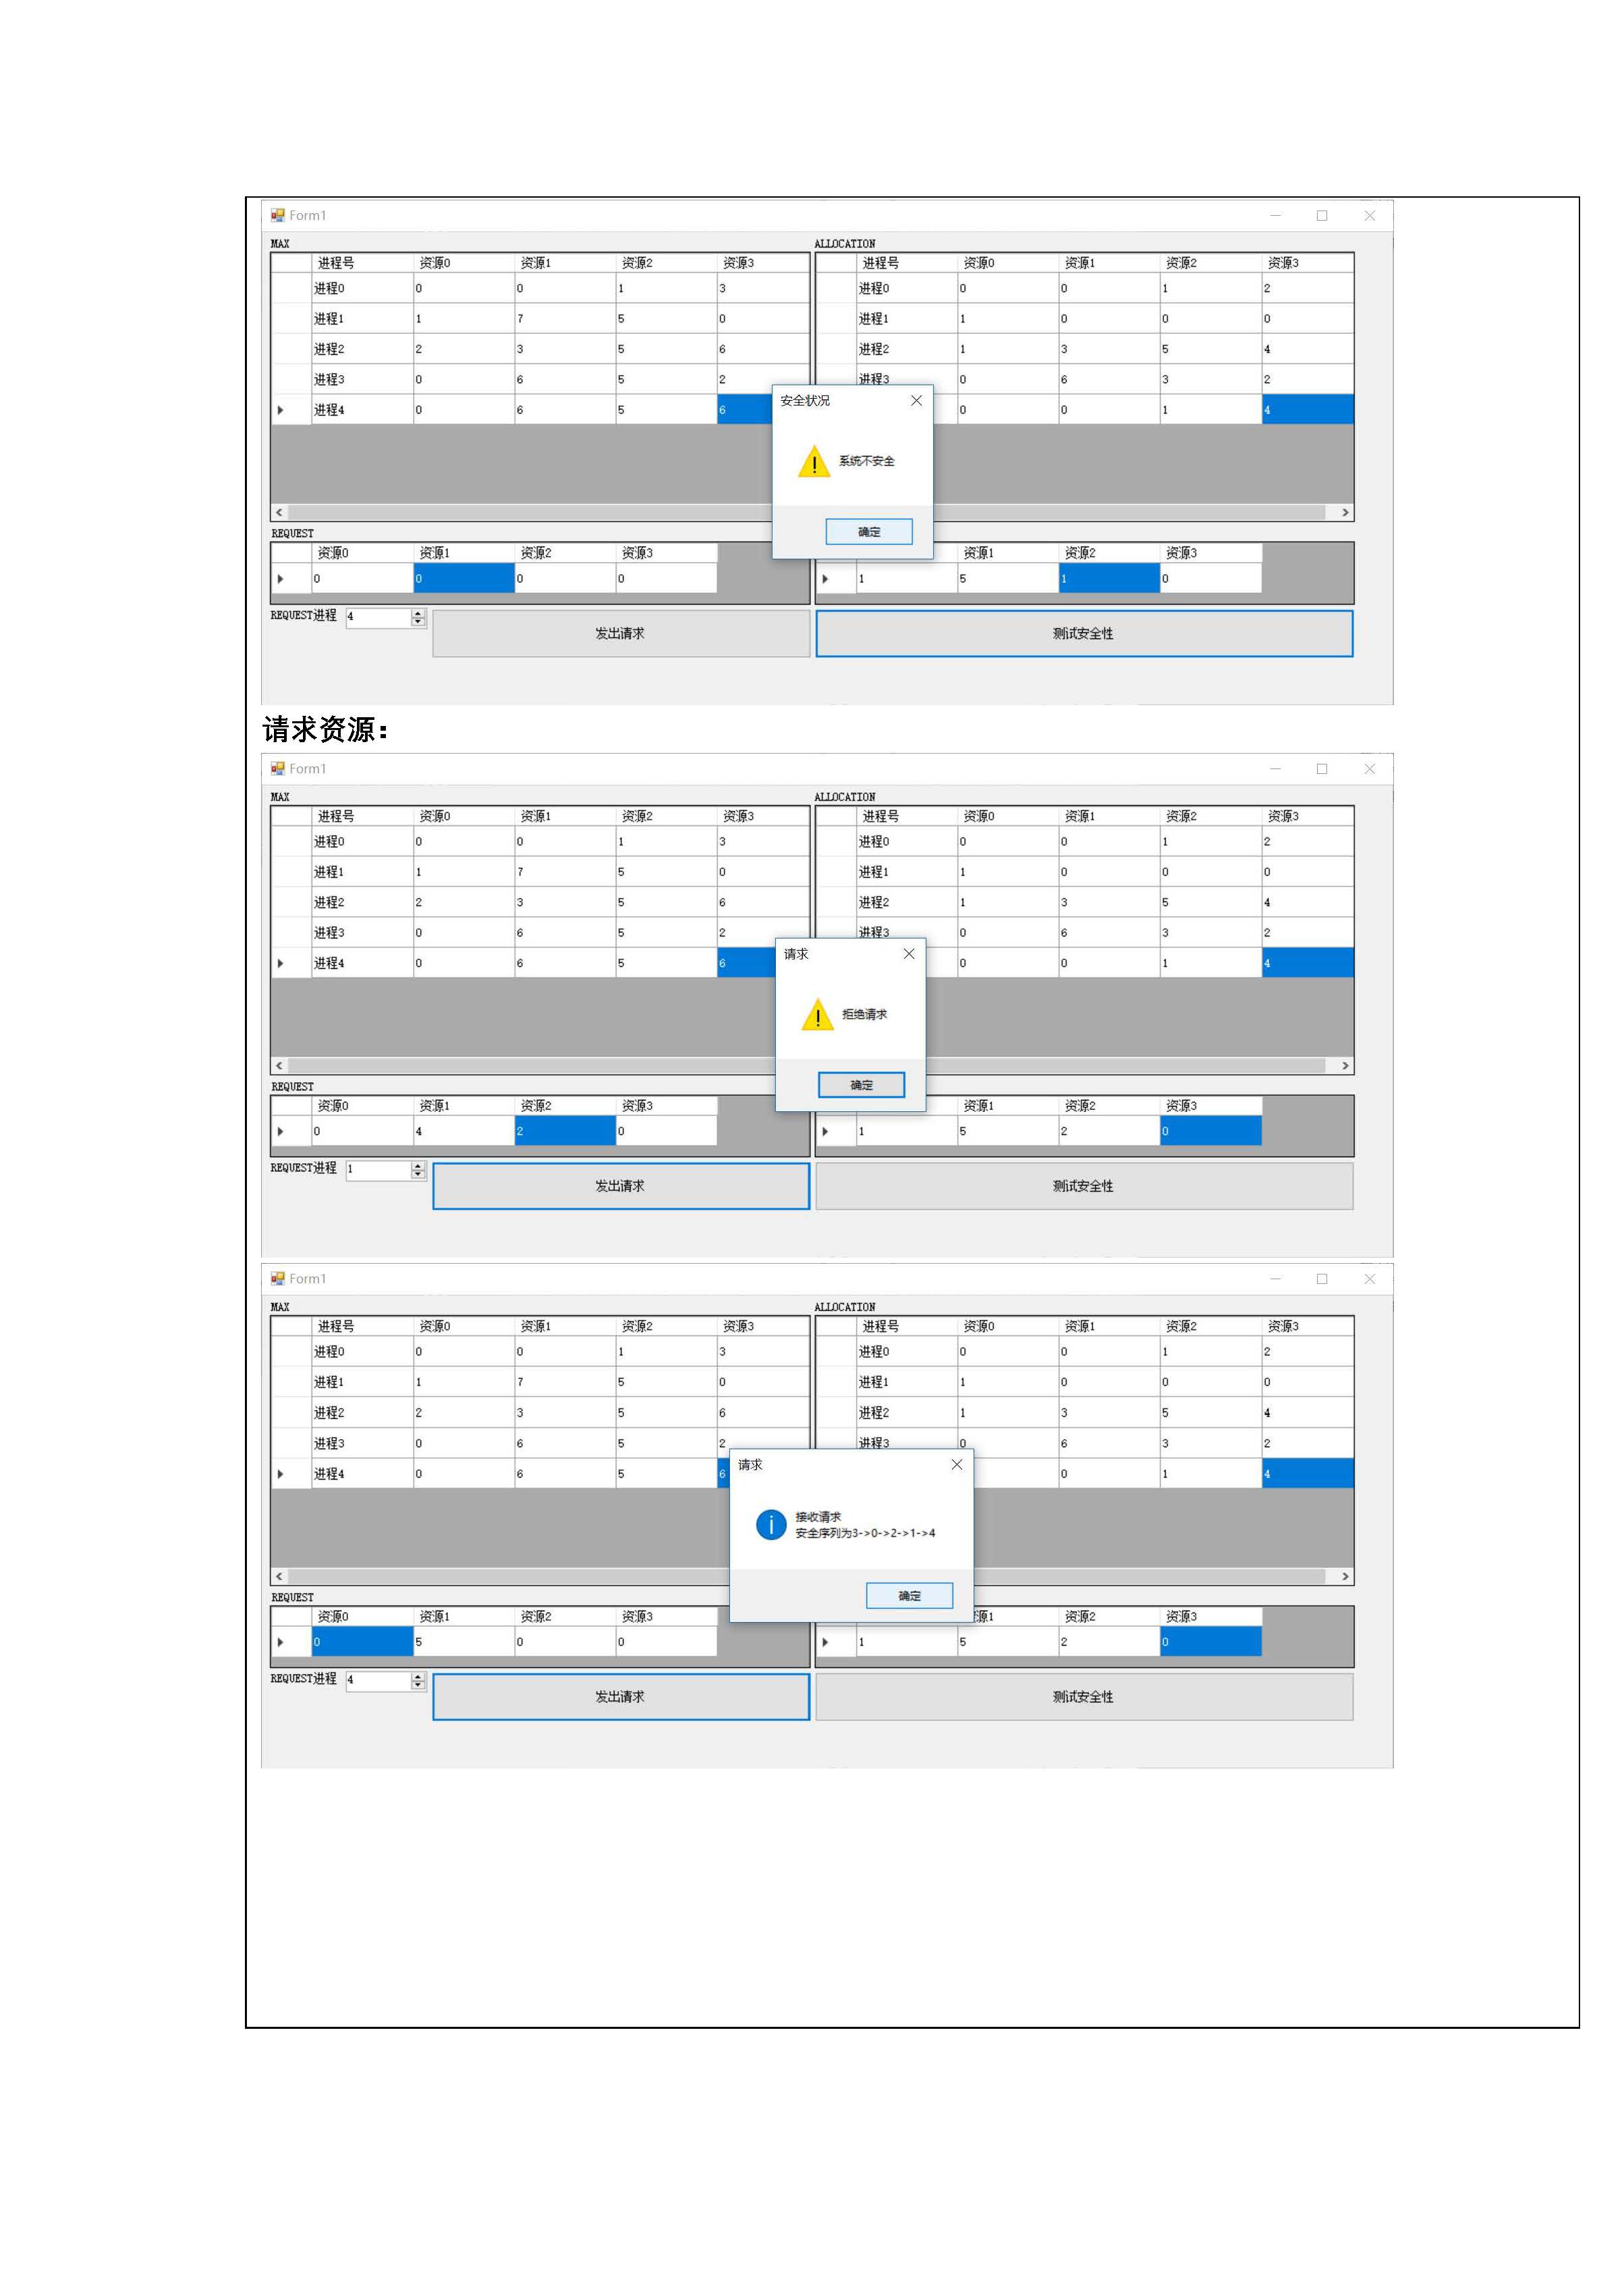 Form1
MAX ALLOCATION
进程号 资源0 资源1 资源2 资源3 进程号 资源0 资源1 资源2 资源3
进程0 0 0 1 3 进程0 0 0 1 2
进程1 1 7 5 0 进程1 1 0 0 0
进程2 2 3 5 6 进程2 1 3 5 4
进程3 0 6 5 2 进程3 0 6 3 2
进程4 0 6 5 6 0 0 1 4
安全状况
系统不安全
确定
REQUEST
资源0 资源1 资源2 资源3 资源1 资源2 资源3
0 0 0 0 1 5 1 0
REQUEST进程 4 发出请求 测试安全性
请求资源：
Form1
MAX ALLOCATION
进程号 资源0 资源1 资源2 资源3 进程号 资源0 资源1 资源2 资源3
进程0 0 0 1 3 进程0 0 0 1 2
进程1 1 7 5 0 进程1 1 0 0 0
进程2 2 3 5 6 进程2 1 3 5 4
进程3 0 6 5 2 进程3 0 6 3 2
进程4 0 6 5 6 0 0 1 4
请求
拒绝请求
确定
REQUEST
资源0 资源1 资源2 资源3 资源1 资源2 资源3
0 4 2 0 1 5 2 0
REQUEST进程 1 发出请求 测试安全性
Form1
MAX ALLOCATION
进程号 资源0 资源1 资源2 资源3 进程号 资源0 资源1 资源2 资源3
进程0 0 0 1 3 进程0 0 0 1 2
进程1 1 7 5 0 进程1 1 0 0 0
进程2 2 3 5 6 进程2 1 3 5 4
进程3 0 6 5 2 进程3 0 6 3 2
进程4 0 6 5 6 0 1 4
请求
接收请求
安全序列为3->0->2->1->4
确定
REQUEST
资源0 资源1 资源2 资源3 源1 资源2 资源3
0 5 0 0 1 5 2 0
REQUEST进程 4 发出请求 测试安全性